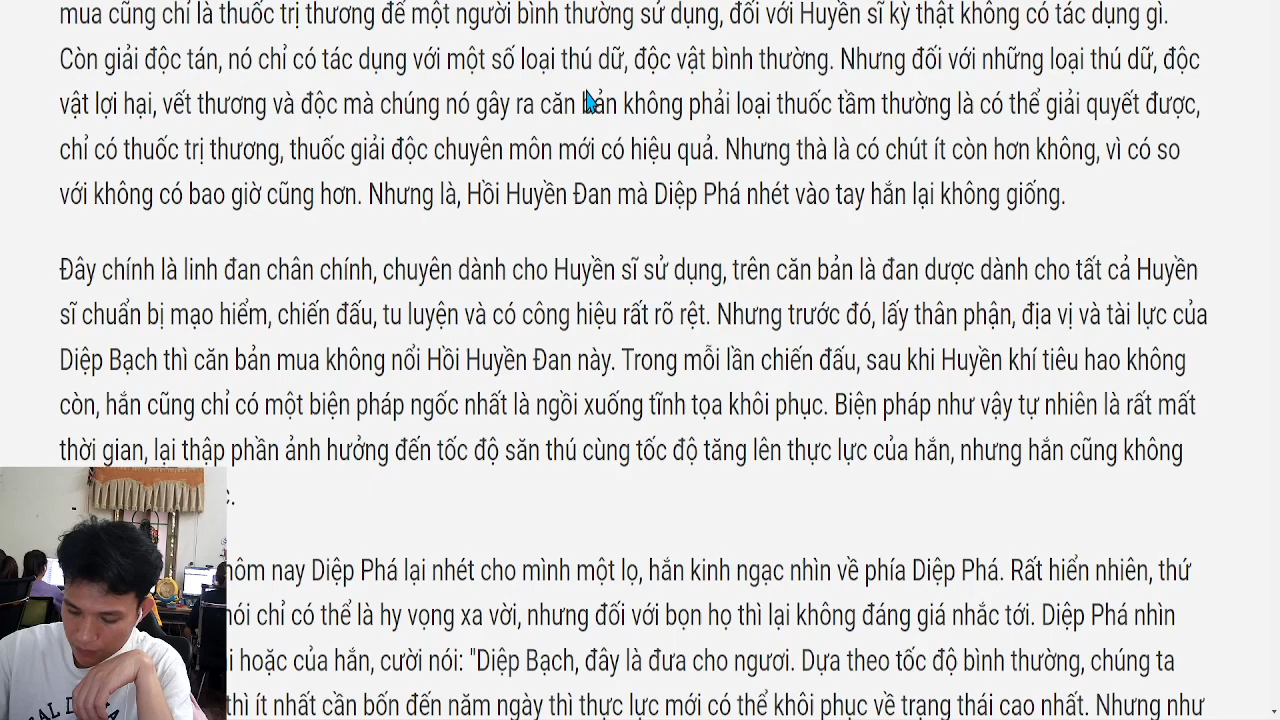 mua cũng chỉ là thuốc trị thương để một người bình thường sử dụng, đối với Huyền sĩ kỳ thật không có tác dụng gì.
Còn giải độc tán, nó chỉ có tác dụng với một số loại thú dữ, độc vật bình thường. Nhưng đối với những loại thú dữ, độc
vật lợi hại, vết thương và độc mà chúng nó gây ra căn bản không phải loại thuốc tầm thường là có thể giải quyết được,
chỉ có thuốc trị thương, thuốc giải độc chuyên môn mới có hiệu quả. Nhưng thà là có chút ít còn hơn không, vì có so
với không có bao giờ cũng hơn. Nhưng là, Hồi Huyền Đan mà Diệp Phá nhét vào tay hắn lại không giống.
Đây chính là linh đan chân chính, chuyên dành cho Huyền sĩ sử dụng, trên căn bản là đan dược dành cho tất cả Huyền
sĩ chuẩn bị mạo hiểm, chiến đấu, tu luyện và có công hiệu rất rõ rệt. Nhưng trước đó, lấy thân phận, địa vị và tài lực của
Diệp Bạch thì căn bản mua không nổi Hồi Huyền Đan này. Trong mỗi lần chiến đấu, sau khi Huyền khí tiêu hao không
còn, hắn cũng chỉ có một biện pháp ngốc nhất là ngồi xuống tĩnh tọa khôi phục. Biện pháp như vậy tự nhiên là rất mất
thời gian, lại thập phần ảnh hưởng đến tốc độ săn thú cùng tốc độ tăng lên thực lực của hắn, nhưng hắn cũng không
c.
hôm nay Diệp Phá lại nhét cho mình một lọ, hắn kinh ngạc nhìn về phía Diệp Phá. Rất hiển nhiên, thứ
nói chỉ có thể là hy vọng xa vời, nhưng đối với bọn họ thì lại không đáng giá nhắc tới. Diệp Phá nhìn
i hoặc của hắn, cười nói: "Diệp Bạch, đây là đưa cho ngươi. Dựa theo tốc độ bình thường, chúng ta
thì ít nhất cần bốn đến năm ngày thì thực lực mới có thể khôi phục về trạng thái cao nhất. Nhưng như